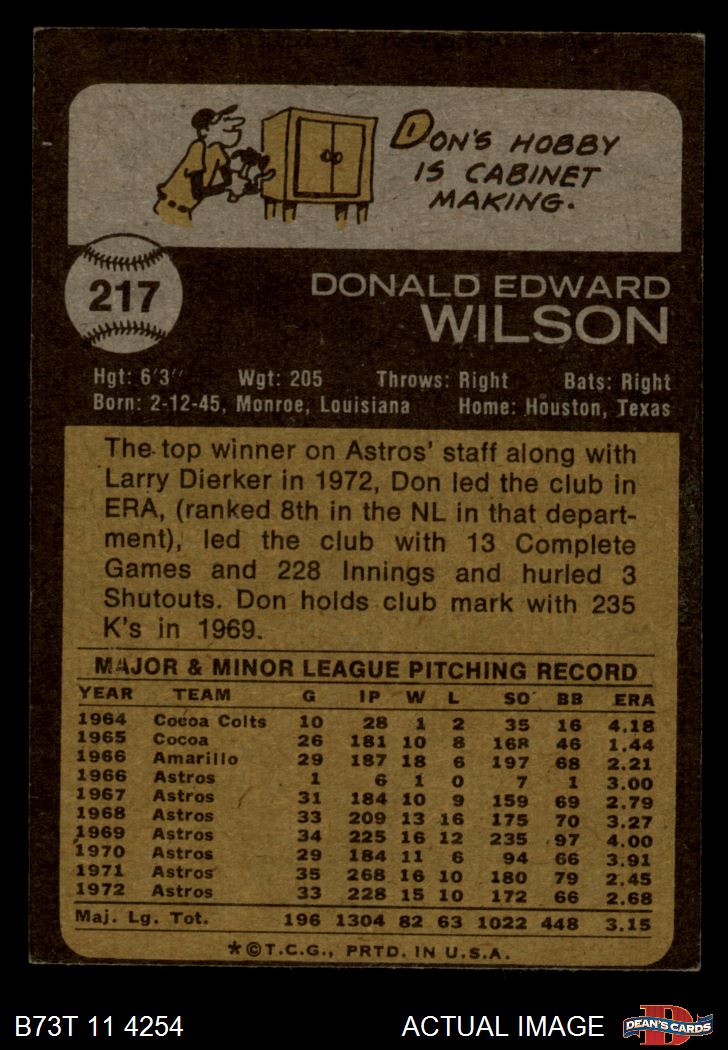 DON'S HOBBY
IS CABINET
MAKING.
217
DONALD EDWARD
WILSON
Hgt: 6'3" Wgt: 205 Throws: Right Bats: Right
Born: 2-12-45, Monroe, Louisiana Home: Houston, Texas
The top winner on Astros' staff along with
Larry Dierker in 1972, Don led the club in
ERA, (ranked 8th in the NL in that depart-
ment), led the club with 13 Complete
Games and 228 Innings and hurled 3
Shutouts. Don holds club mark with 235
K's in 1969.
MAJOR & MINOR LEAGUE PITCHING RECORD
YEAR TEAM G IP W L SO BB ERA
1964 Cocoa Colts 10 28 1 2 35 16 4.18
1965 Cocoa 26 181 10 8 168 46 1.44
1966 Amarillo 29 187 18 6 197 68 2.21
1966 Astros 1 6 1 0 7 1 3.00
1967 Astros 31 184 10 9 159 69 2.79
1968 Astros 33 209 13 16 175 70 3.27
1969 Astros 34 225 16 12 235 97 4.00
1970 Astros 29 184 11 6 94 66 3.91
1971 Astros 35 268 16 10 180 79 2.45
1972 Astros 33 228 15 10 172 66 2.68
Maj. Lg. Tot. 196 1304 82 63 1022 448 3.15
*©T.C.G., PRTD. IN U.S.A.
B73T 11 4254 ACTUAL IMAGE DEAN'S CARDS